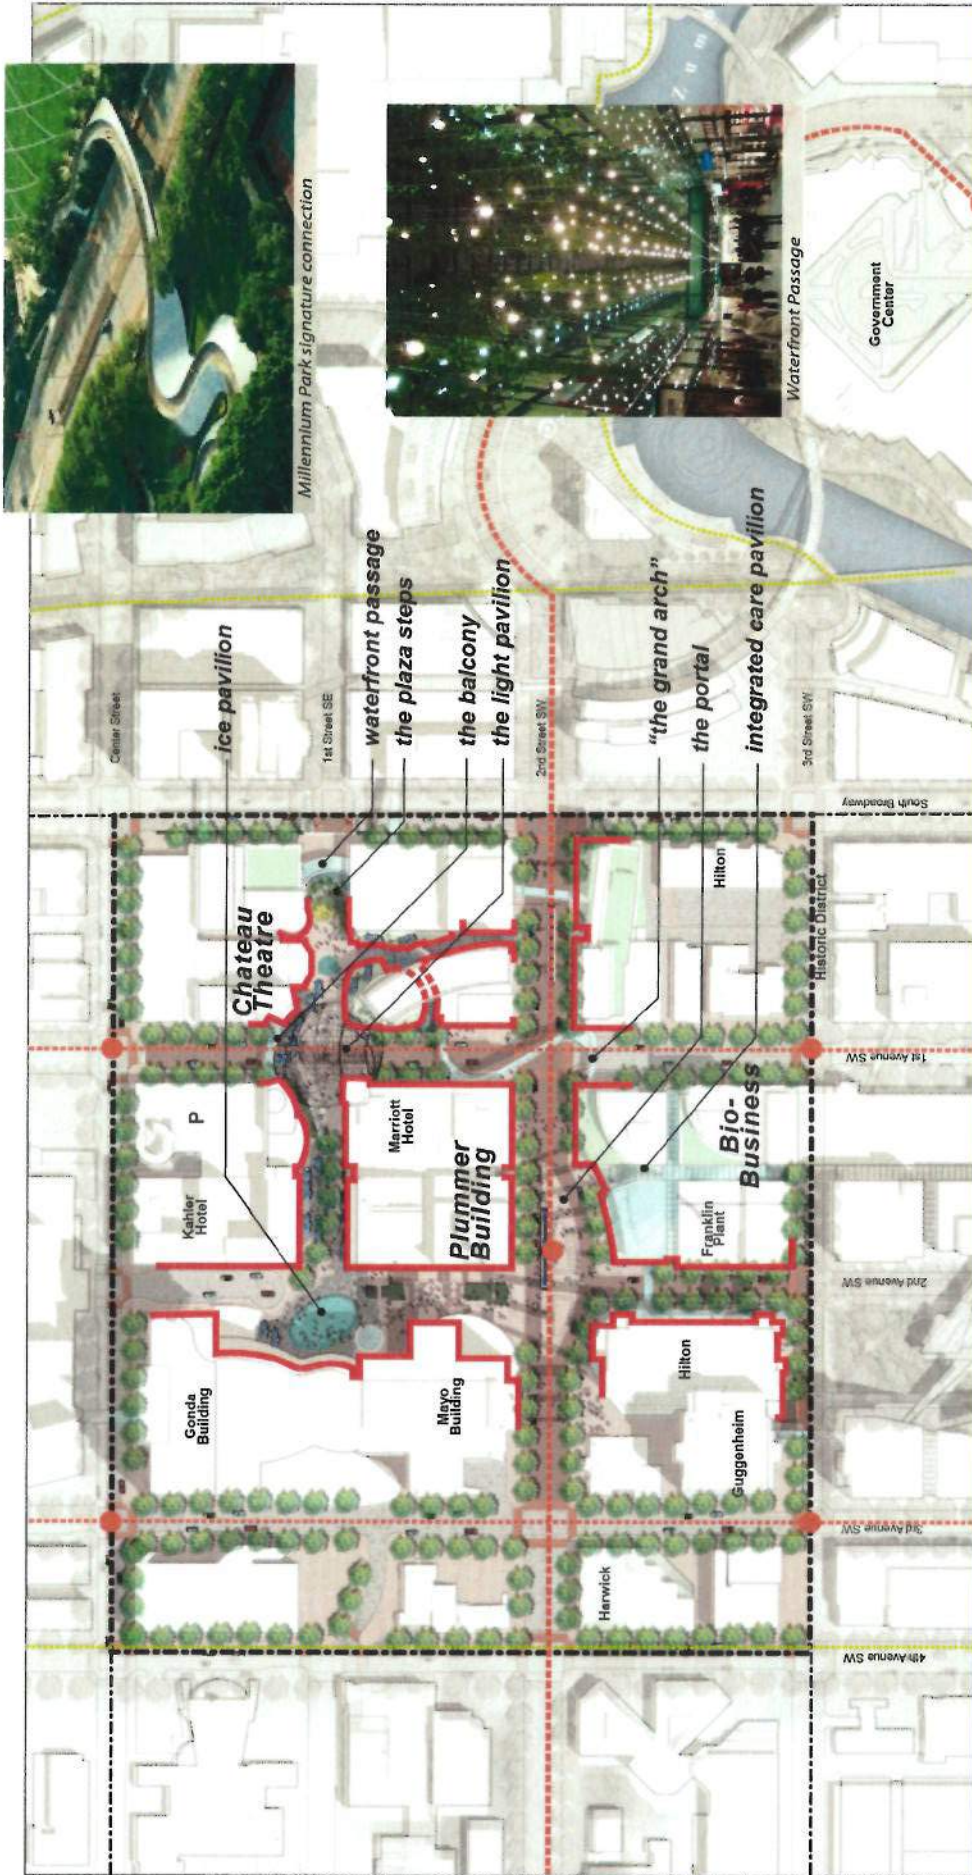 Millennium Park signature connection
Waterfront Passage
Z u m
Government
Center
Center Street
ice pavilion
1st Street SE
waterfront passage
the plaza steps
the balcony
the light pavilion
2nd Street SW
"the grand arch"
the portal
integrated care pavilion
3rd Street SW
South Broadway
Chateau
Theatre
Hilton
Historic District
1st Avenue SW
P
Kahler
Hotel
Marriott
Hotel
Plummer
Building
Bio-
Business
Franklin
Plant
2nd Avenue SW
Gonda
Building
Mayo
Building
Hilton
Guggenheim
3rd Avenue SW
Harwick
4th Avenue SW